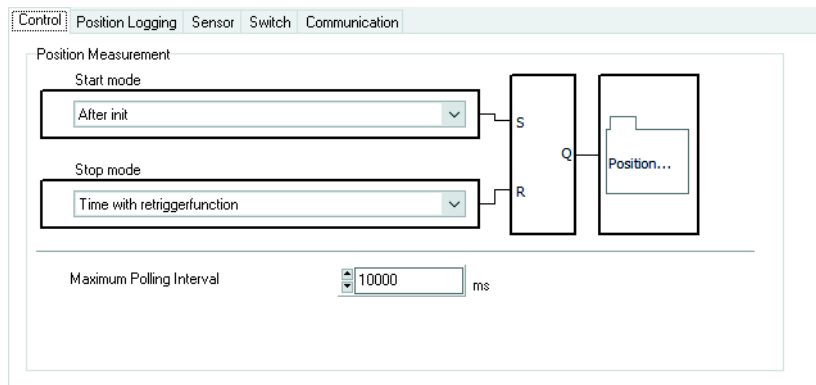 Control Position Logging Sensor Switch Communication
Position Measurement
Start mode
After init
S
Q
Position...
Stop mode
Time with retriggerfunction
R
Maximum Polling Interval 10000 ms